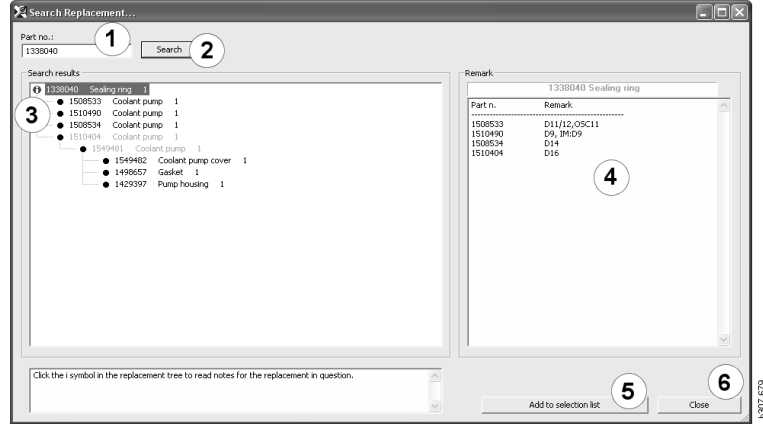 Search Replacement...
Part no.:
1
1338040
Search
2
Search results
1338040 Sealing ring 1
1508533 Coolant pump 1
1510490 Coolant pump 1
1508534 Coolant pump 1
1510404 Coolant pump 1
1549481 Coolant pump 1
1549482 Coolant pump cover 1
1498657 Gasket 1
1429397 Pump housing 1
3
Remark
1338040 Sealing ring
Part n. Remark
--------------------------------------------------
1508533 D11/12,OSC11
1510490 D9, IM:D9
1508534 D14
1510404 D16
4
Click the i symbol in the replacement tree to read notes for the replacement in question.
5
Add to selection list
6
Close
b307 679